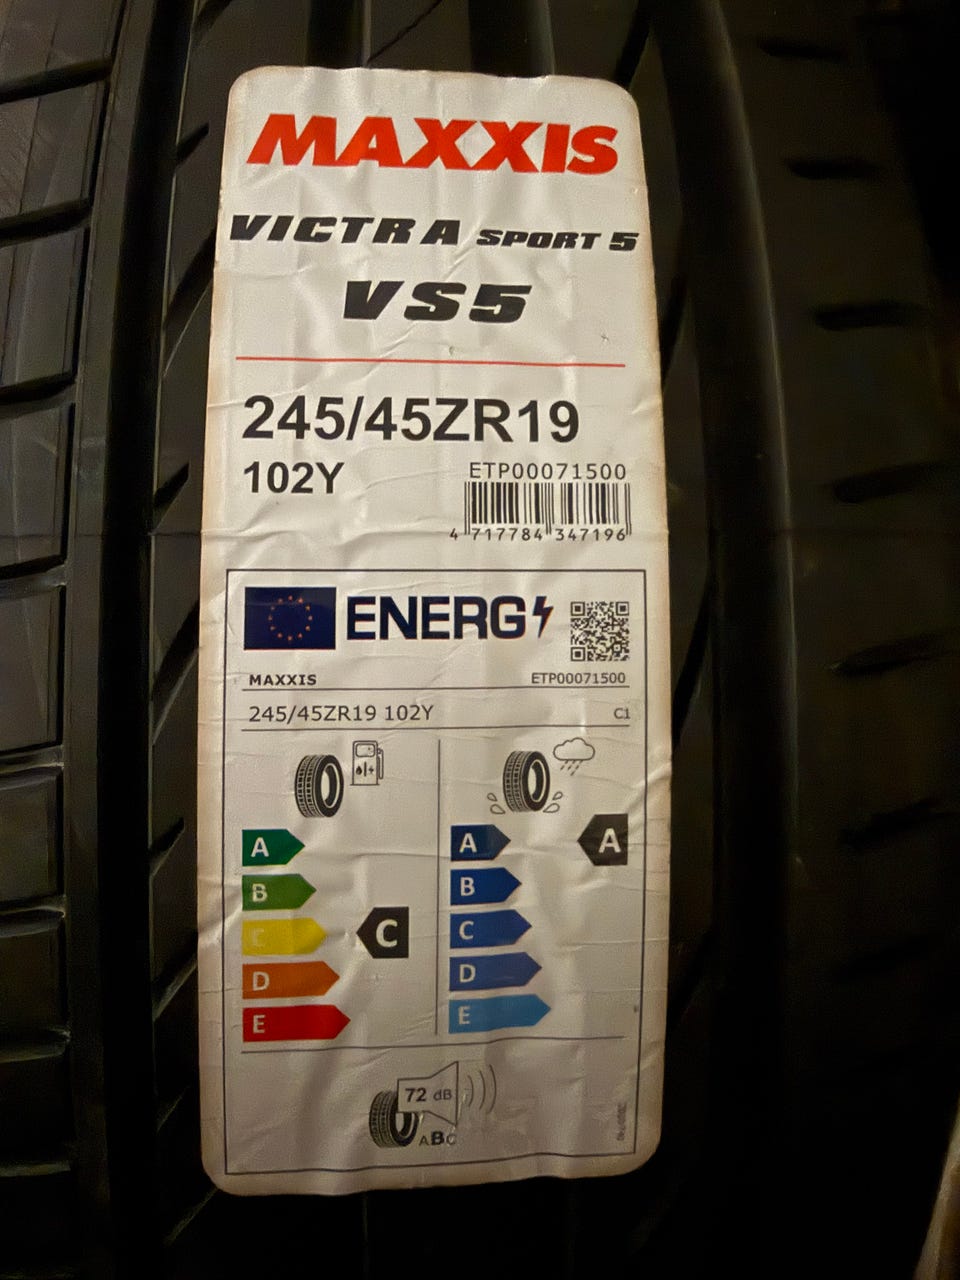 MAXXIS
VICTRA SPORT 5
VS5
245/45ZR19
102Y
ETP00071500
4 717784 347196
ENERG
MAXXIS
ETP00071500
245/45ZR19 102Y
C1
A
B
C
D
E
C
A
B
C
D
E
A
72 dB
ABC